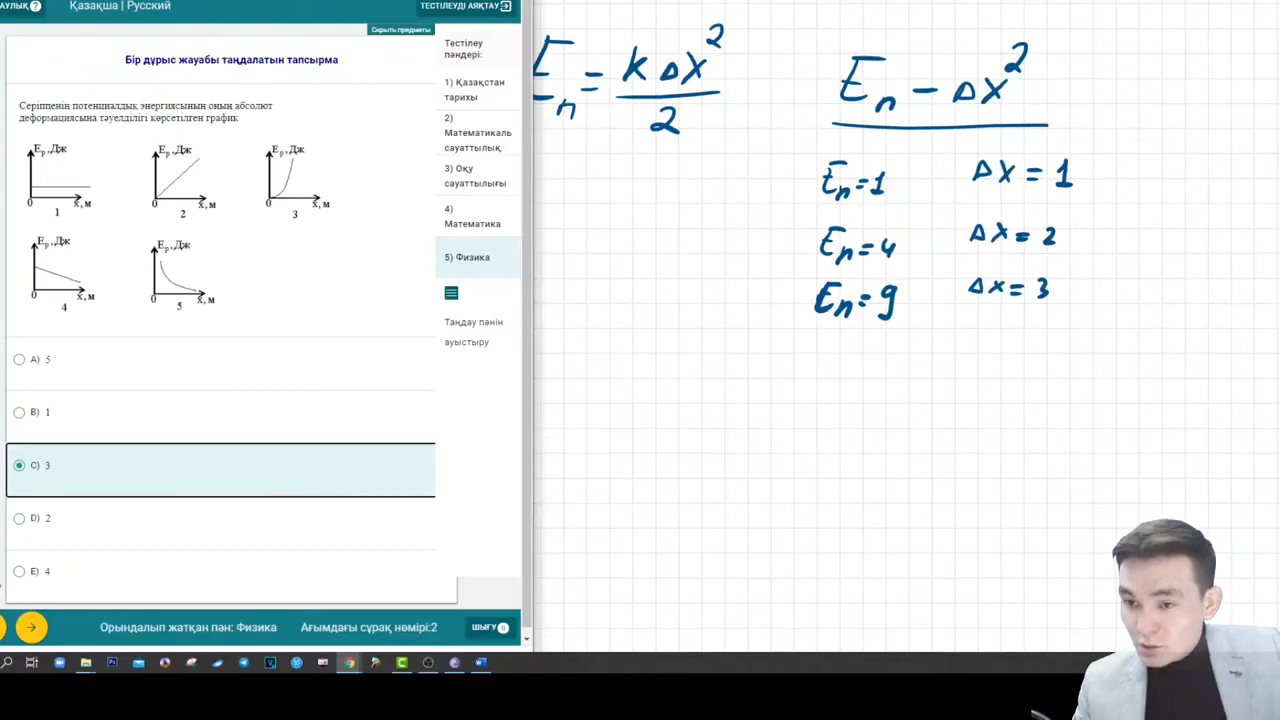 АУЛЫҚ ?
Қазақша | Русский
ТЕСТІЛЕУДІ АЯҚТАУ
Скрыть предметы
Бір дұрыс жауабы таңдалатын тапсырма
Серіппенің потенциалдық энергиясының оның абсолют
деформациясына тәуелділігі көрсетілген график
Eр,Дж
0
x, м
1
Eр,Дж
0
x, м
2
Eр,Дж
0
x, м
3
Eр,Дж
0
x, м
4
Eр,Дж
0
x, м
5
A) 5
B) 1
C) 3
D) 2
E) 4
Тестілеу
пәндері:
1) Қазақстан
тарихы
2)
Математикалық
сауаттылық
3) Оқу
сауаттылығы
4)
Математика
5) Физика
Таңдау пәнін
ауыстыру
Орындалып жатқан пән: Физика
Ағымдағы сұрақ нөмірі:2
ШЫҒУ
Eп = kΔx²/2
Eп – Δx²
Eп=1 Δx=1
Eп=4 Δx=2
Eп=9 Δx=3